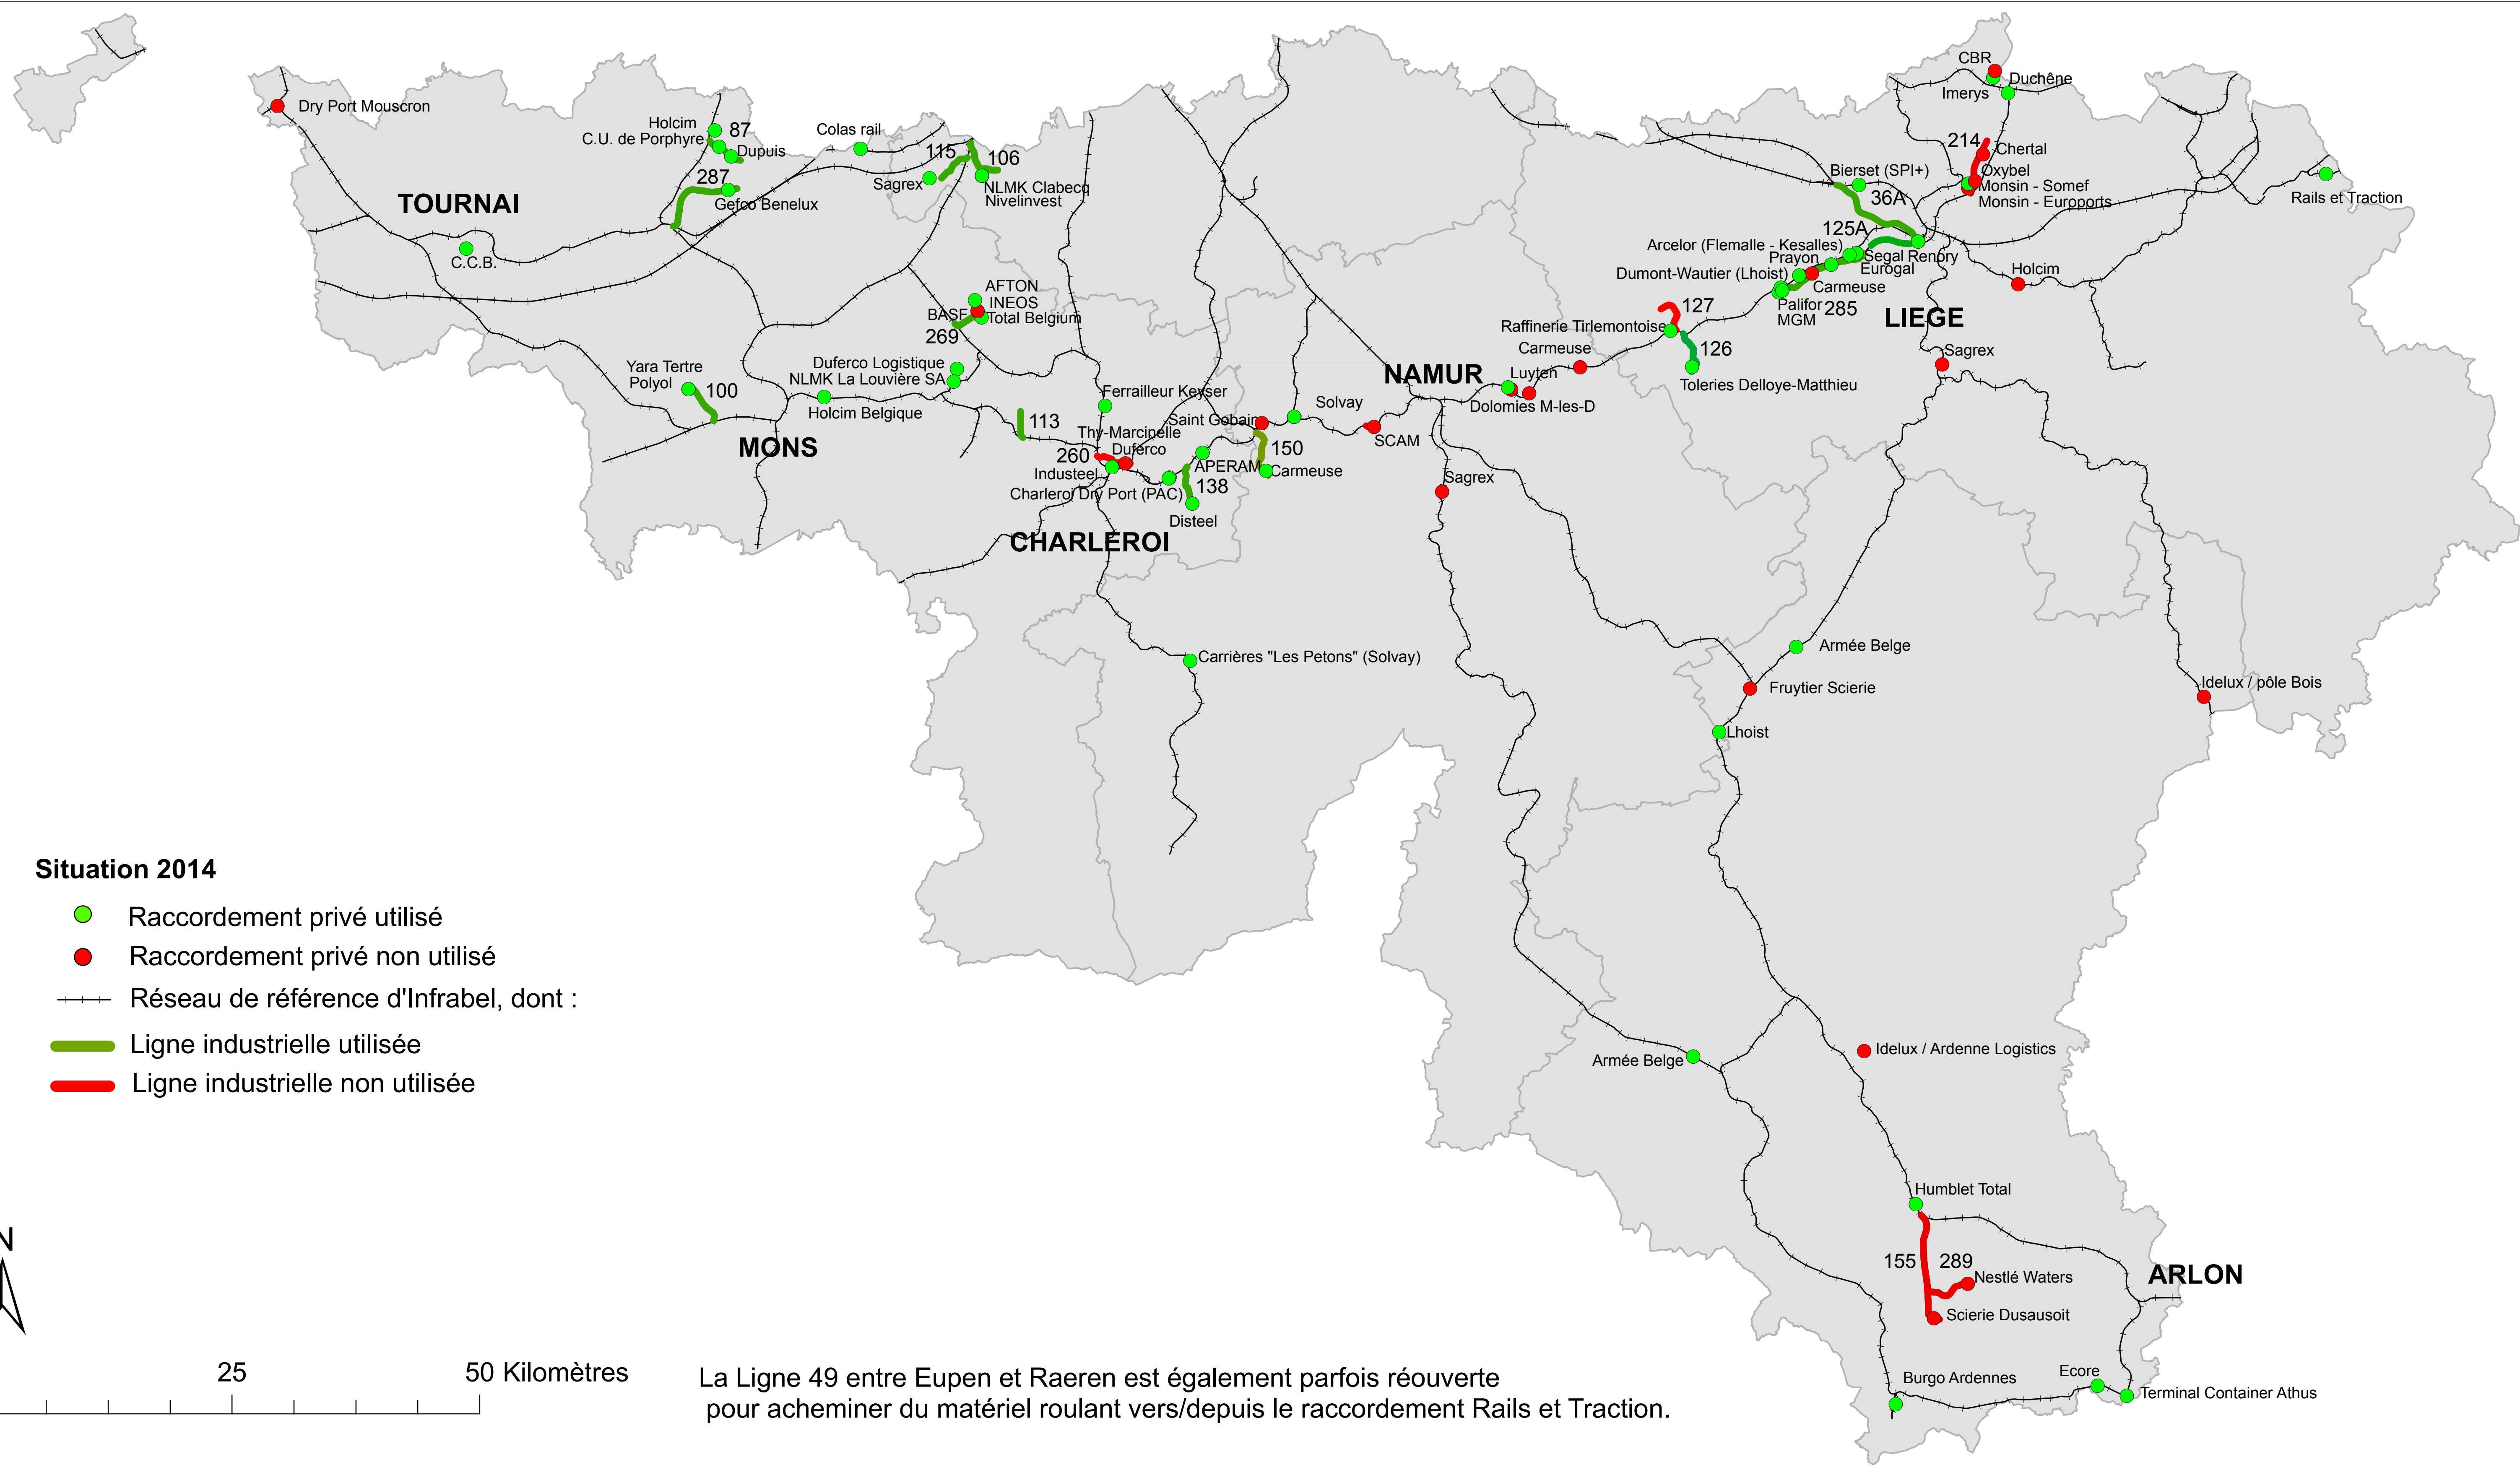 CBR
Duchêne
Imerys
Dry Port Mouscron
Holcim
87
C.U. de Porphyre
Dupuis
Colas rail
115
106
214
Chertal
287
Sagrex
NLMK Clabecq
Nivelinvest
Bierset (SPI+)
Oxybel
Monsin - Somef
Monsin - Euroports
Rails et Traction
TOURNAI
Gefco Benelux
36A
125A
C.C.B.
Arcelor (Flemalle - Kesalles)
Prayon
Segal Renory
Eurogal
Dumont-Wautier (Lhoist)
Carmeuse
Holcim
AFTON
INEOS
BASF
Total Belgium
269
127
Palifor
285
MGM
LIEGE
Raffinerie Tirlemontoise
Carmeuse
126
Sagrex
Yara Tertre
Polyol
100
Duferco Logistique
NLMK La Louvière SA
NAMUR
Luyten
Toleries Delloye-Matthieu
Holcim Belgique
Ferrailleur Keyser
Solvay
Dolomies M-les-D
113
Saint Gobain
MONS
Thy-Marcinelle
Duferco
SCAM
260
150
Industeel
APERAM
Carmeuse
Sagrex
Charleroi Dry Port (PAC)
138
Disteel
CHARLEROI
Armée Belge
Carrières "Les Petons" (Solvay)
Fruytier Scierie
Idelux / pôle Bois
Lhoist
Situation 2014
Raccordement privé utilisé
Raccordement privé non utilisé
Réseau de référence d'Infrabel, dont :
Ligne industrielle utilisée
Ligne industrielle non utilisée
Idelux / Ardenne Logistics
Armée Belge
Humblet Total
N
155
289
Nestlé Waters
ARLON
Scierie Dusausoit
25
50 Kilomètres
La Ligne 49 entre Eupen et Raeren est également parfois réouverte
pour acheminer du matériel roulant vers/depuis le raccordement Rails et Traction.
Burgo Ardennes
Ecore
Terminal Container Athus